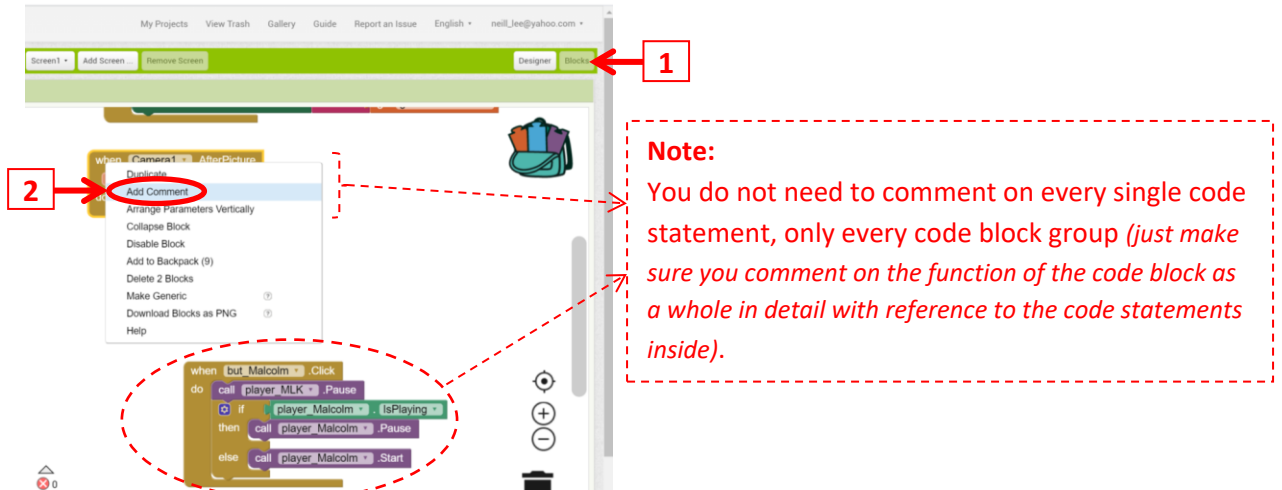 My Projects View Trash Gallery Guide Report an Issue English neill_lee@yahoo.com
Screen1 Add Screen ... Remove Screen Designer Blocks
1
when Camera1 .AfterPicture
Duplicate
2
Add Comment
do
Arrange Parameters Vertically
Collapse Block
Disable Block
Add to Backpack (9)
Delete 2 Blocks
Make Generic ?
Download Blocks as PNG ?
Help
Note:
You do not need to comment on every single code
statement, only every code block group (just make
sure you comment on the function of the code block as
a whole in detail with reference to the code statements
inside).
when but_Malcolm .Click
do call player_MLK .Pause
if player_Malcolm . IsPlaying
then call player_Malcolm .Pause
else call player_Malcolm .Start
0